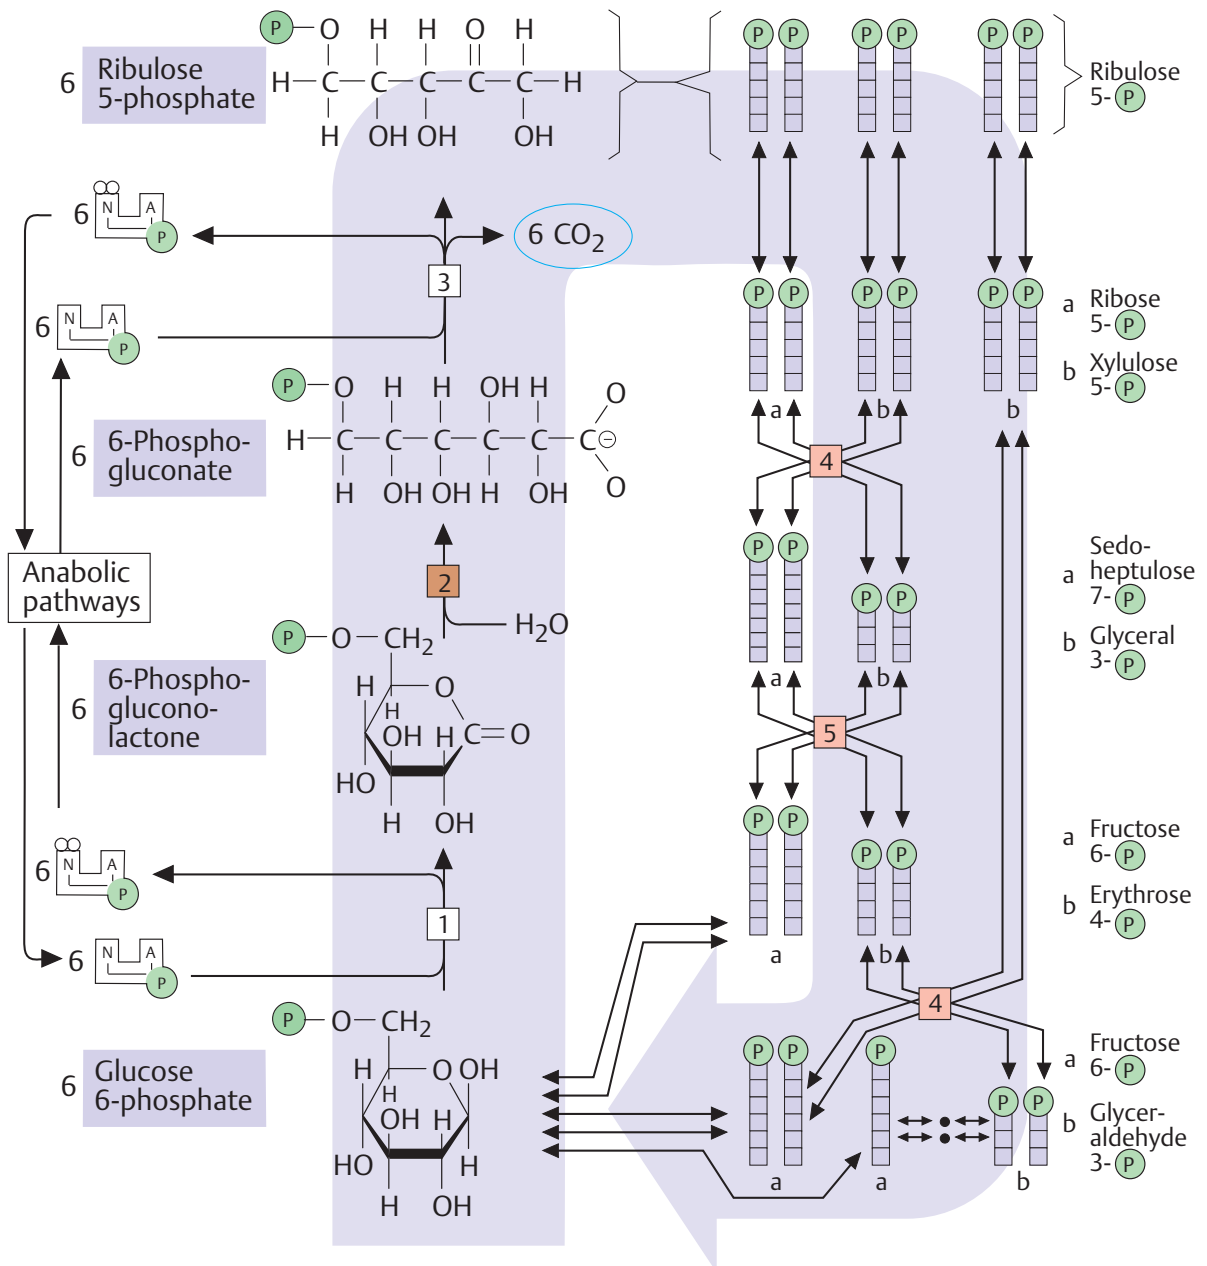 6 Ribulose
5-phosphate
P O H H O H
H C C C C C H
H OH OH OH
P P P P P P
Ribulose
5- P
6 N A
P
6 CO2
3
6 N A
P
P P P P P P
a Ribose
5- P
b Xylulose
5- P
a b b
P O H H OH H O
6 6-Phospho-
gluconate
H C C C C C C −
H OH OH H OH O
4
Anabolic
pathways
2
H2O
P P P P
a Sedo-
heptulose
7- P
b Glyceral
3- P
a b
6 6-Phospho-
glucono-
lactone
P O CH2
H O
H
OH H C O
HO
H OH
5
6 N A
P
1
6 N A
P
P P P P
a Fructose
6- P
b Erythrose
4- P
a b
4
6 Glucose
6-phosphate
P O CH2
H O OH
H
OH H
HO H
H OH
P P P P P
a Fructose
6- P
b Glycer-
aldehyde
3- P
a a b